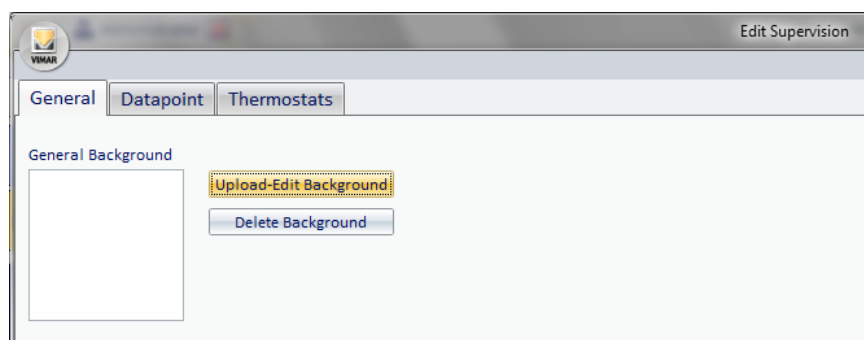 Edit Supervision
VIMAR
General Datapoint Thermostats
General Background
Upload-Edit Background
Delete Background